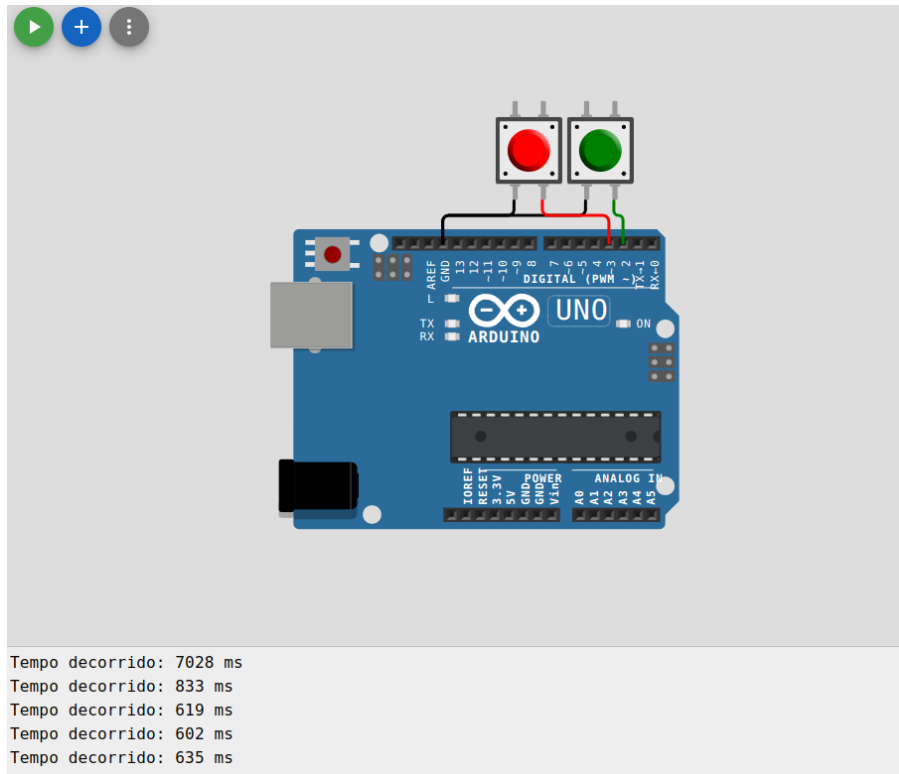 AREF
GND
13
12
~11
~10
~9
8
7
~6
~5
4
~3
2
TX→1
RX←0
DIGITAL (PWM ~)
L
TX
RX
ARDUINO
UNO
ON
IOREF
RESET
3.3V
5V
GND
GND
Vin
POWER
ANALOG IN
A0
A1
A2
A3
A4
A5
Tempo decorrido: 7028 ms
Tempo decorrido: 833 ms
Tempo decorrido: 619 ms
Tempo decorrido: 602 ms
Tempo decorrido: 635 ms